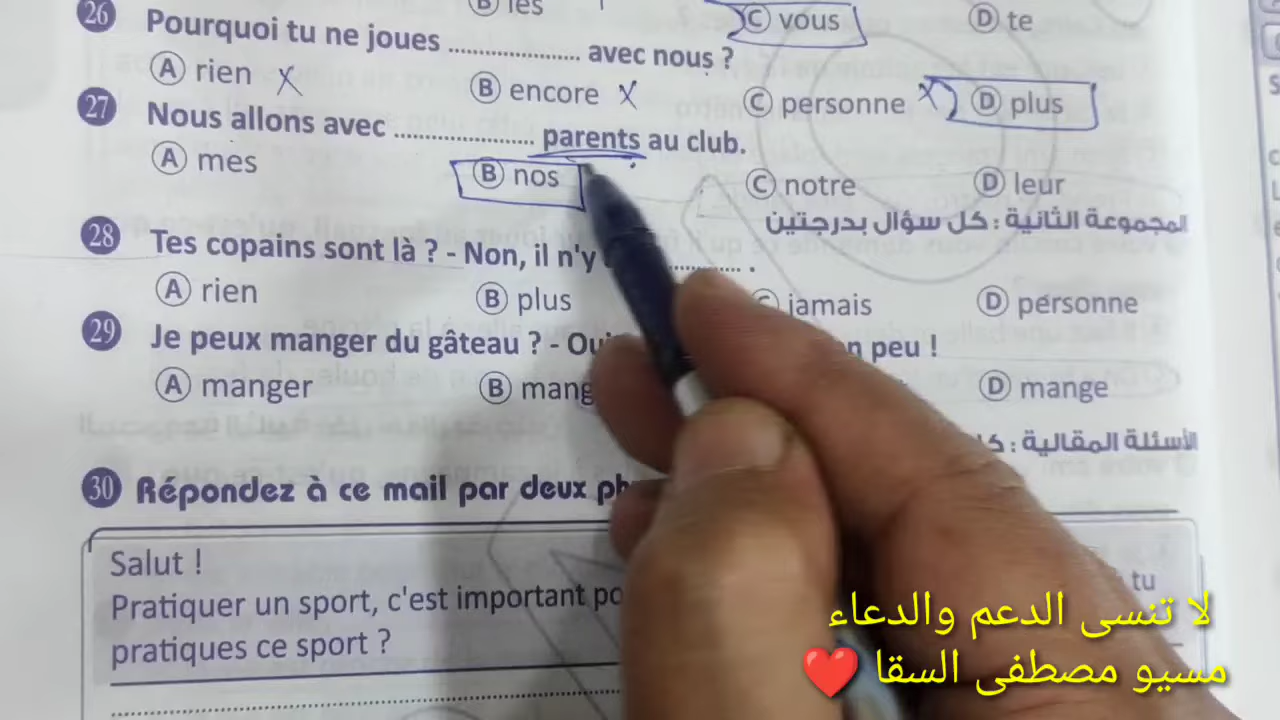 26 Pourquoi tu ne joues .................... avec nous ?
B les C vous D te
A rien X B encore X C personne X D plus
27 Nous allons avec ..................... parents au club.
A mes B nos C notre D leur
المجموعة الثانية : كل سؤال بدرجتين
28 Tes copains sont là ? - Non, il n'y ............ .
A rien B plus C jamais D personne
29 Je peux manger du gâteau ? - Oui peu !
A manger B D mange
الأسئلة المقالية :
30 Répondez à ce mail par deux
Salut !
Pratiquer un sport, c'est important tu
pratiques ce sport ?
لا تنسى الدعم والدعاء
مسيو مصطفى السقا ❤️